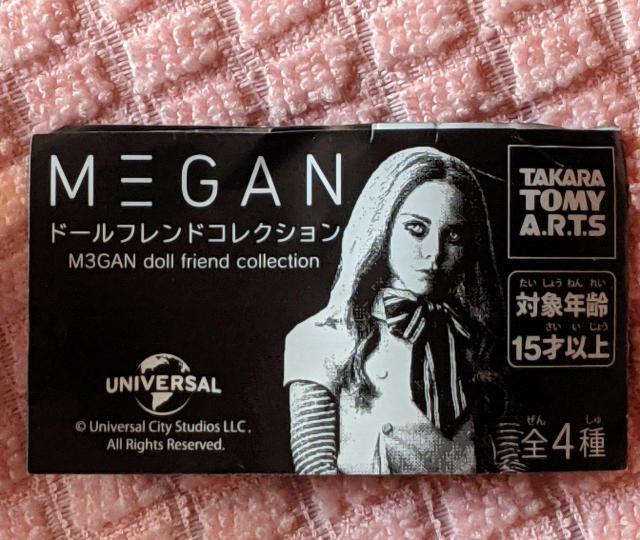 MΞGAN
ドールフレンドコレクション
M3GAN doll friend collection
TAKARA
TOMY
A.R.T.S
たいしょうねんれい
対象年齢
さいいじょう
15才以上
UNIVERSAL
© Universal City Studios LLC.
All Rights Reserved.
ぜん しゅ
全4種